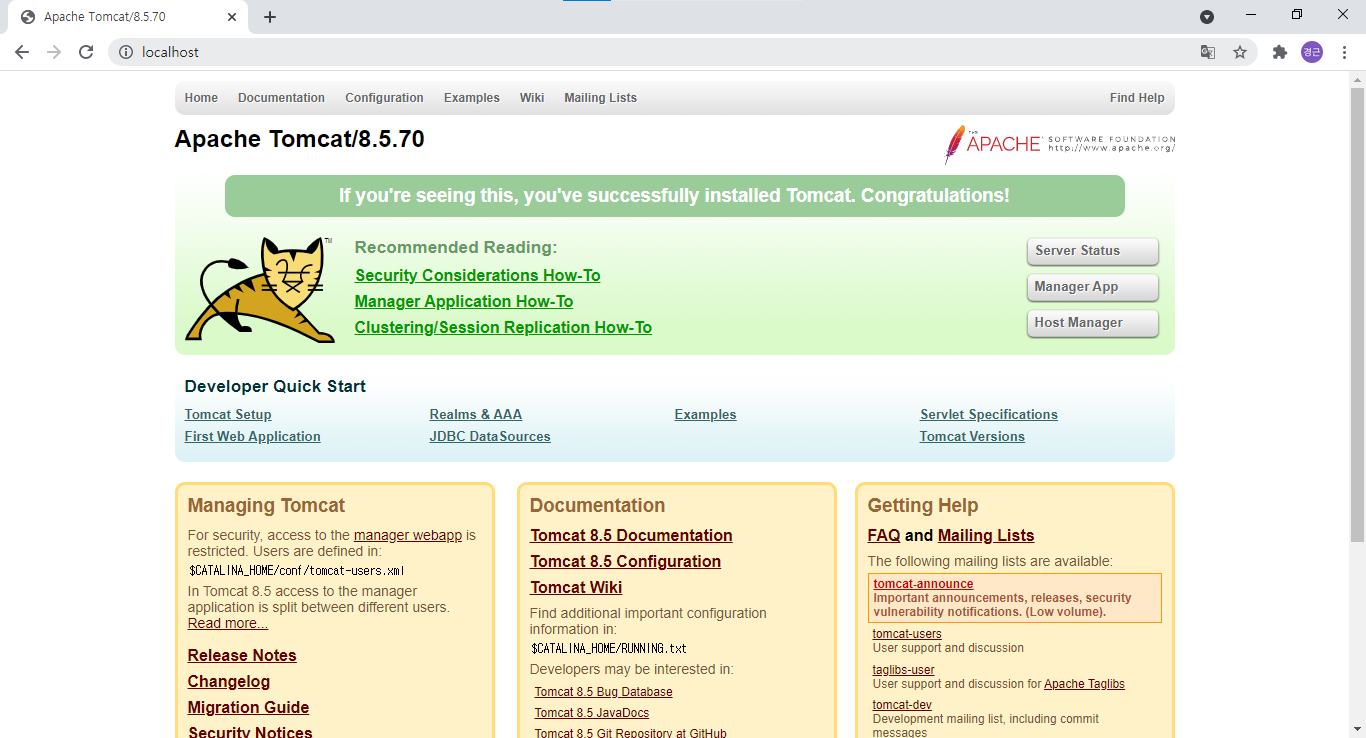 Apache Tomcat/8.5.70
localhost
경근
Home Documentation Configuration Examples Wiki Mailing Lists Find Help
Apache Tomcat/8.5.70
THE APACHE SOFTWARE FOUNDATION
http://www.apache.org/
If you're seeing this, you've successfully installed Tomcat. Congratulations!
TM
Recommended Reading:
Security Considerations How-To
Manager Application How-To
Clustering/Session Replication How-To
Server Status
Manager App
Host Manager
Developer Quick Start
Tomcat Setup
First Web Application
Realms & AAA
JDBC DataSources
Examples
Servlet Specifications
Tomcat Versions
Managing Tomcat
For security, access to the manager webapp is
restricted. Users are defined in:
$CATALINA_HOME/conf/tomcat-users.xml
In Tomcat 8.5 access to the manager
application is split between different users.
Read more...
Release Notes
Changelog
Migration Guide
Security Notices
Documentation
Tomcat 8.5 Documentation
Tomcat 8.5 Configuration
Tomcat Wiki
Find additional important configuration
information in:
$CATALINA_HOME/RUNNING.txt
Developers may be interested in:
Tomcat 8.5 Bug Database
Tomcat 8.5 JavaDocs
Tomcat 8.5 Git Repository at GitHub
Getting Help
FAQ and Mailing Lists
The following mailing lists are available:
tomcat-announce
Important announcements, releases, security
vulnerability notifications. (Low volume).
tomcat-users
User support and discussion
taglibs-user
User support and discussion for Apache Taglibs
tomcat-dev
Development mailing list, including commit
messages